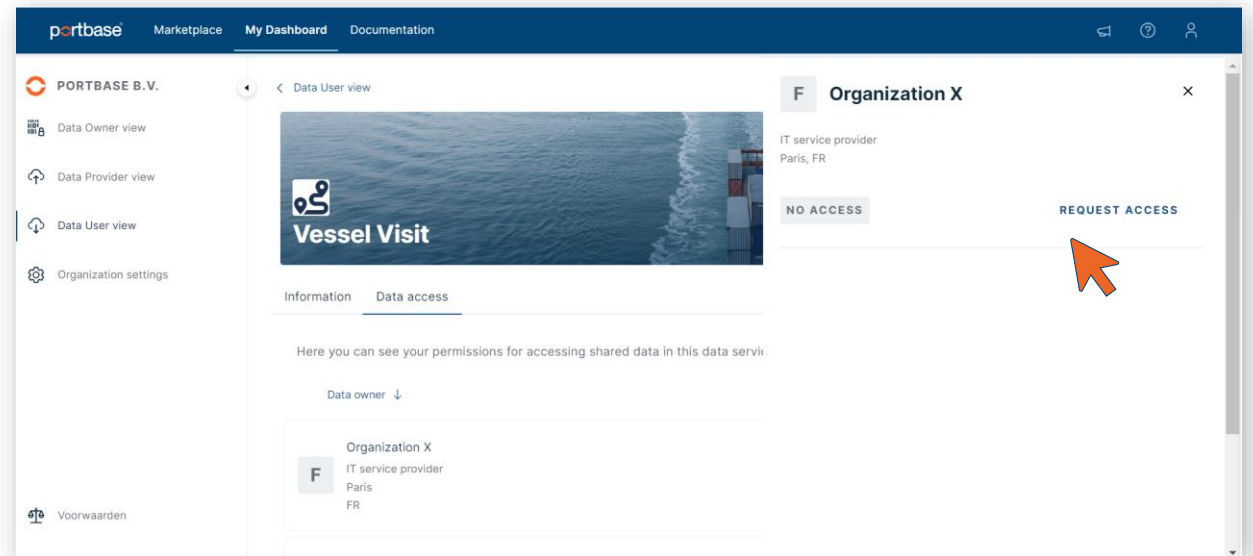 portbase Marketplace My Dashboard Documentation
PORTBASE B.V.
Data Owner view
Data Provider view
Data User view
Organization settings
Voorwaarden
Data User view
Vessel Visit
Information Data access
Here you can see your permissions for accessing shared data in this data servi
Data owner ↓
F
Organization X
IT service provider
Paris
FR
F Organization X
IT service provider
Paris, FR
NO ACCESS REQUEST ACCESS